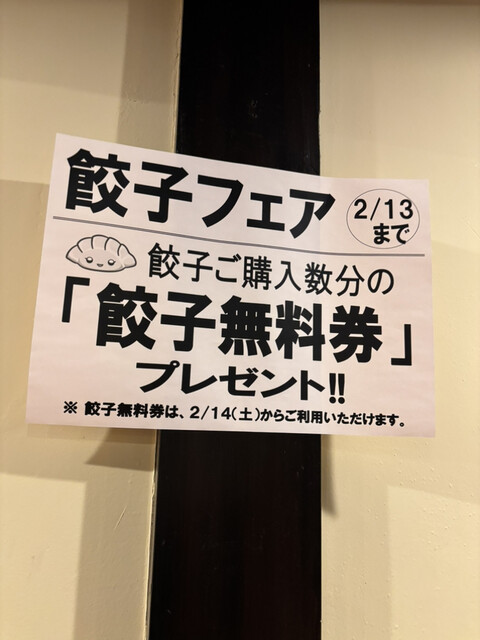 餃子フェア
2/13
まで
餃子ご購入数分の
「餃子無料券」
プレゼント!!
※ 餃子無料券は、2/14(土)からご利用いただけます。